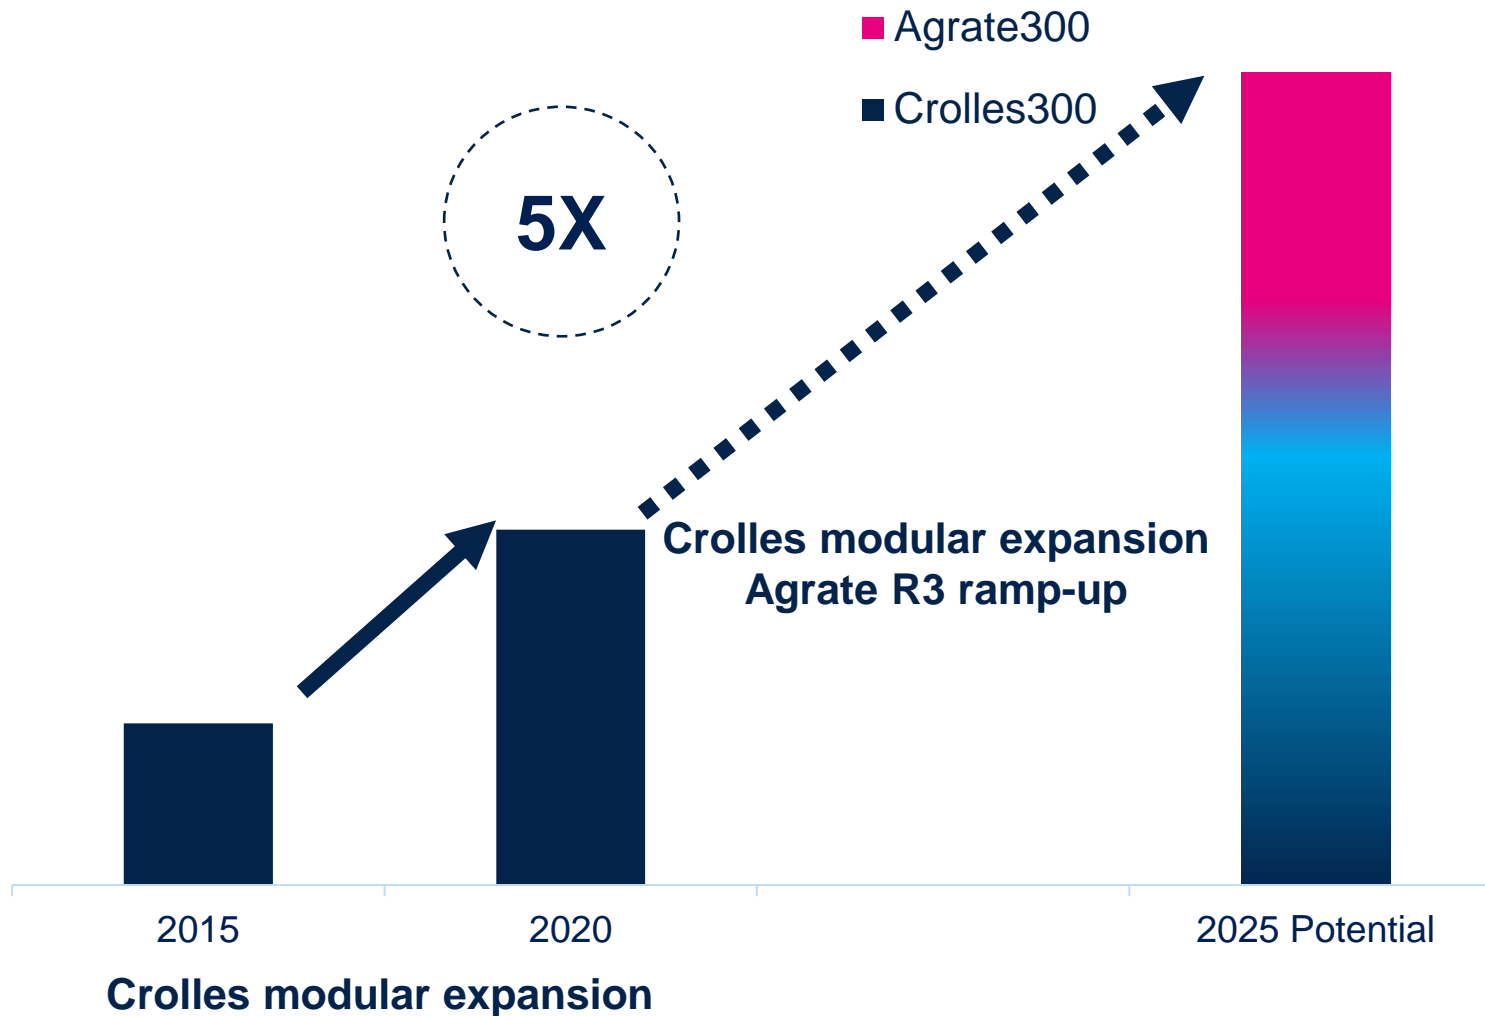 Agrate300
Crolles300
5X
Crolles modular expansion
Agrate R3 ramp-up
2015
2020
2025 Potential
Crolles modular expansion